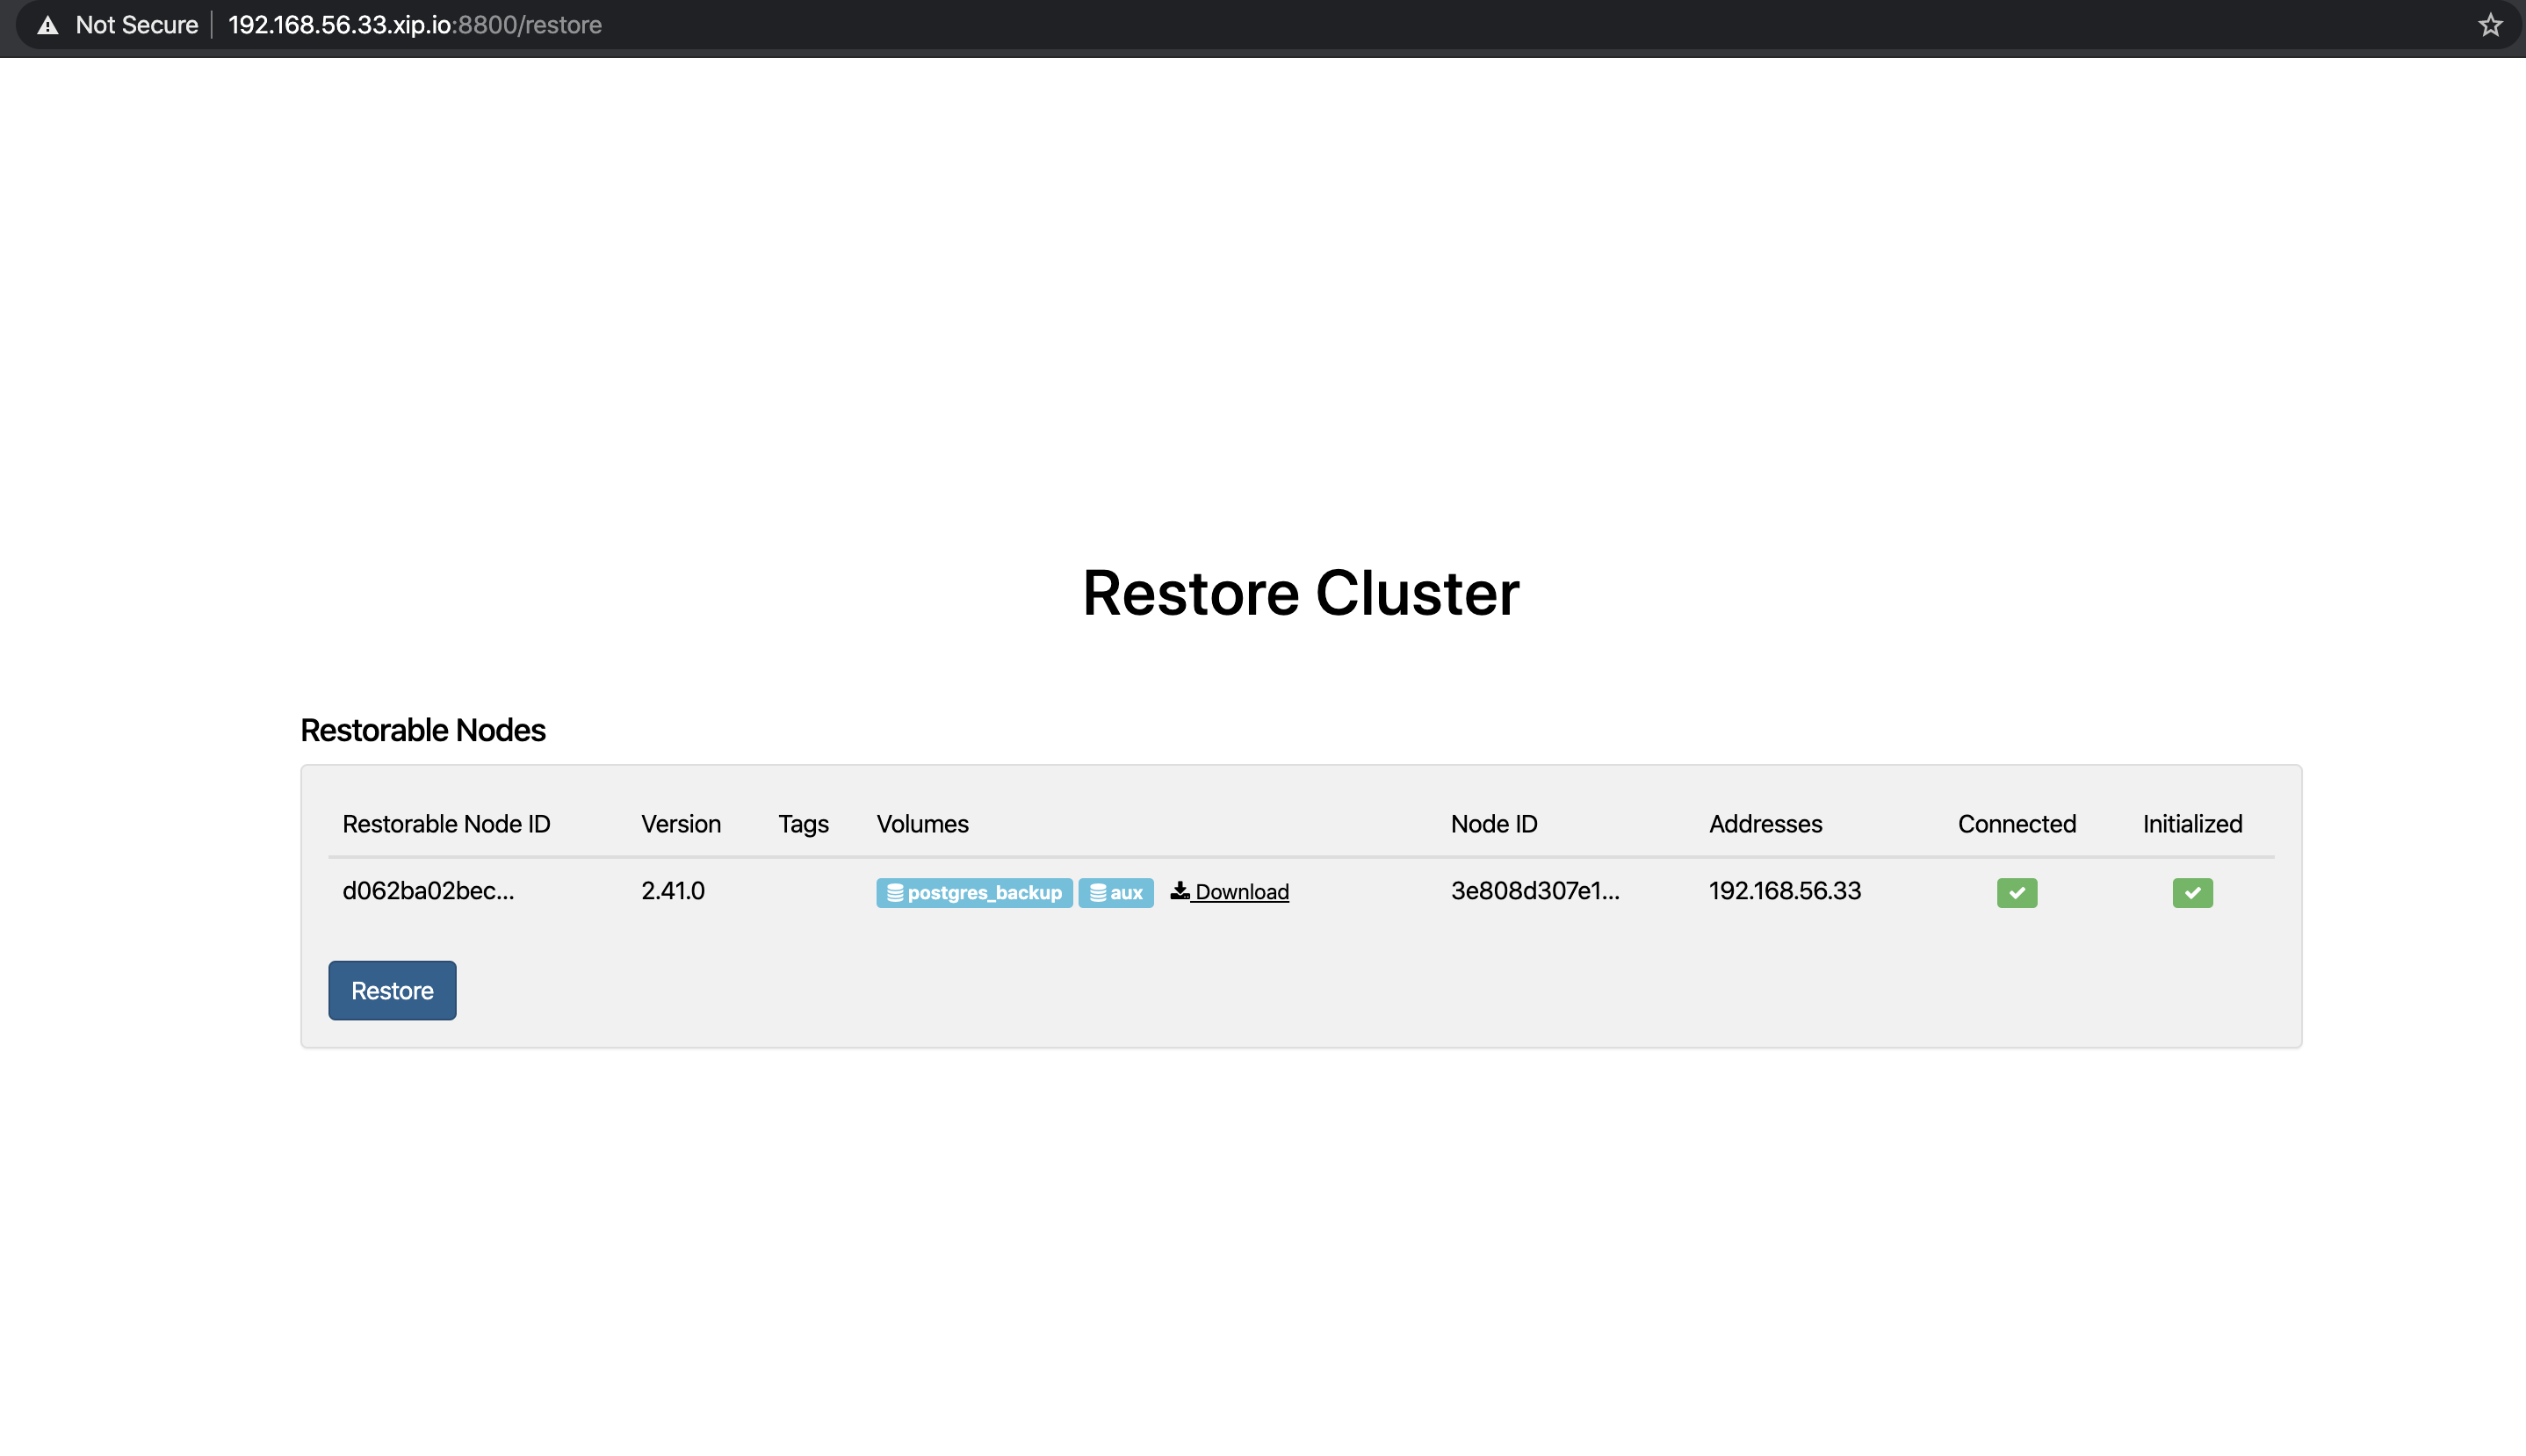 Not Secure 192.168.56.33.xip.io:8800/restore
Restore Cluster
Restorable Nodes
Restorable Node ID Version Tags Volumes Node ID Addresses Connected Initialized
d062ba02bec... 2.41.0 postgres_backup aux Download 3e808d307e1... 192.168.56.33
Restore